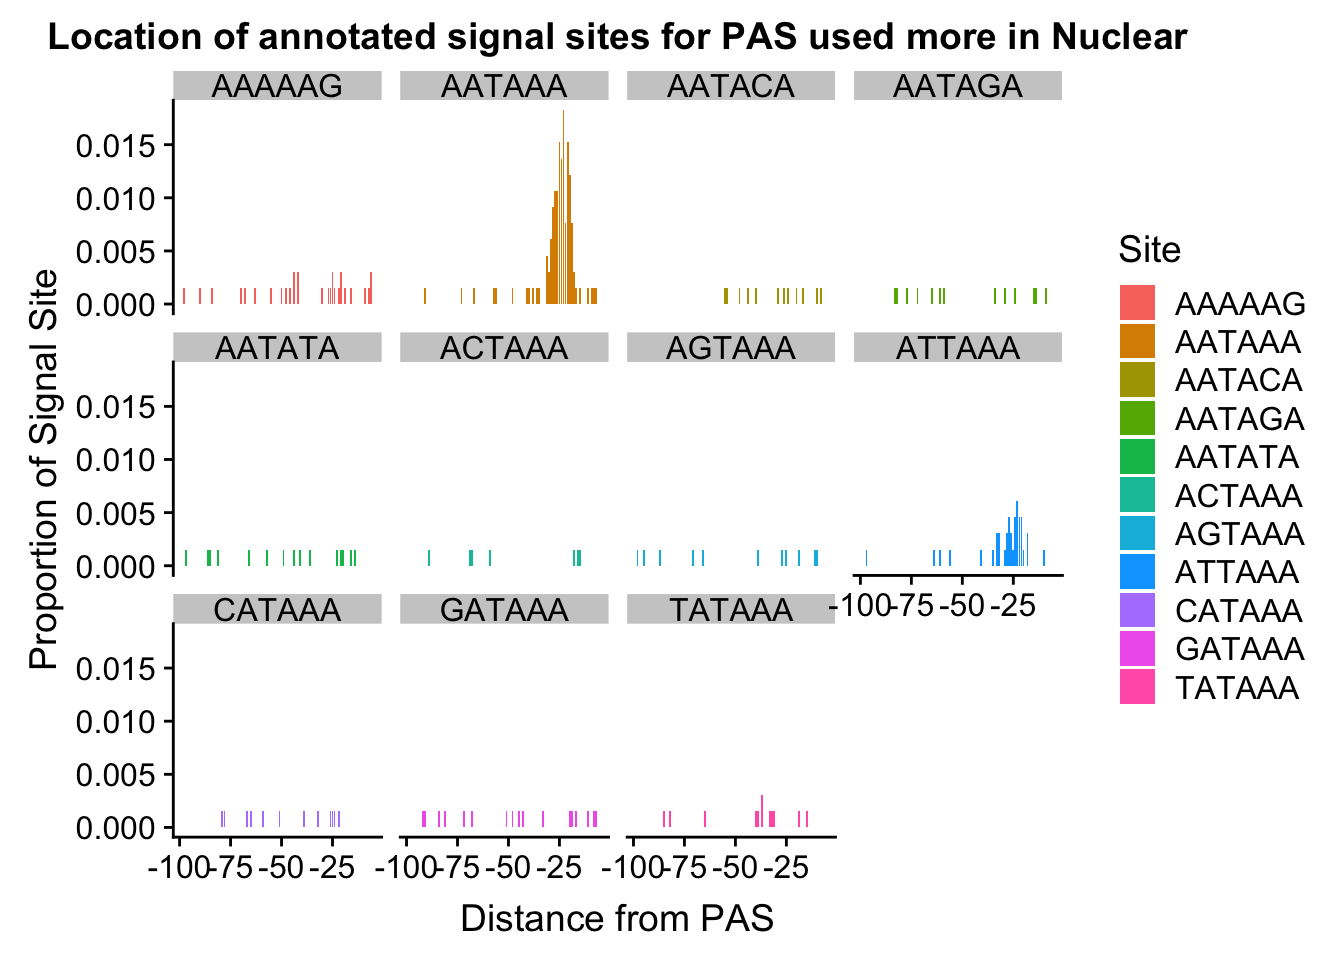 Location of annotated signal sites for PAS used more in Nuclear
AAAAAG AATAAA AATACA AATAGA
0.015
0.010
0.005
0.000
AATATA ACTAAA AGTAAA ATTAAA
0.015
0.010
0.005
0.000
-100 -75 -50 -25
CATAAA GATAAA TATAAA
0.015
0.010
0.005
0.000
-100 -75 -50 -25 -100 -75 -50 -25 -100 -75 -50 -25
Proportion of Signal Site
Distance from PAS
Site
AAAAAG
AATAAA
AATACA
AATAGA
AATATA
ACTAAA
AGTAAA
ATTAAA
CATAAA
GATAAA
TATAAA